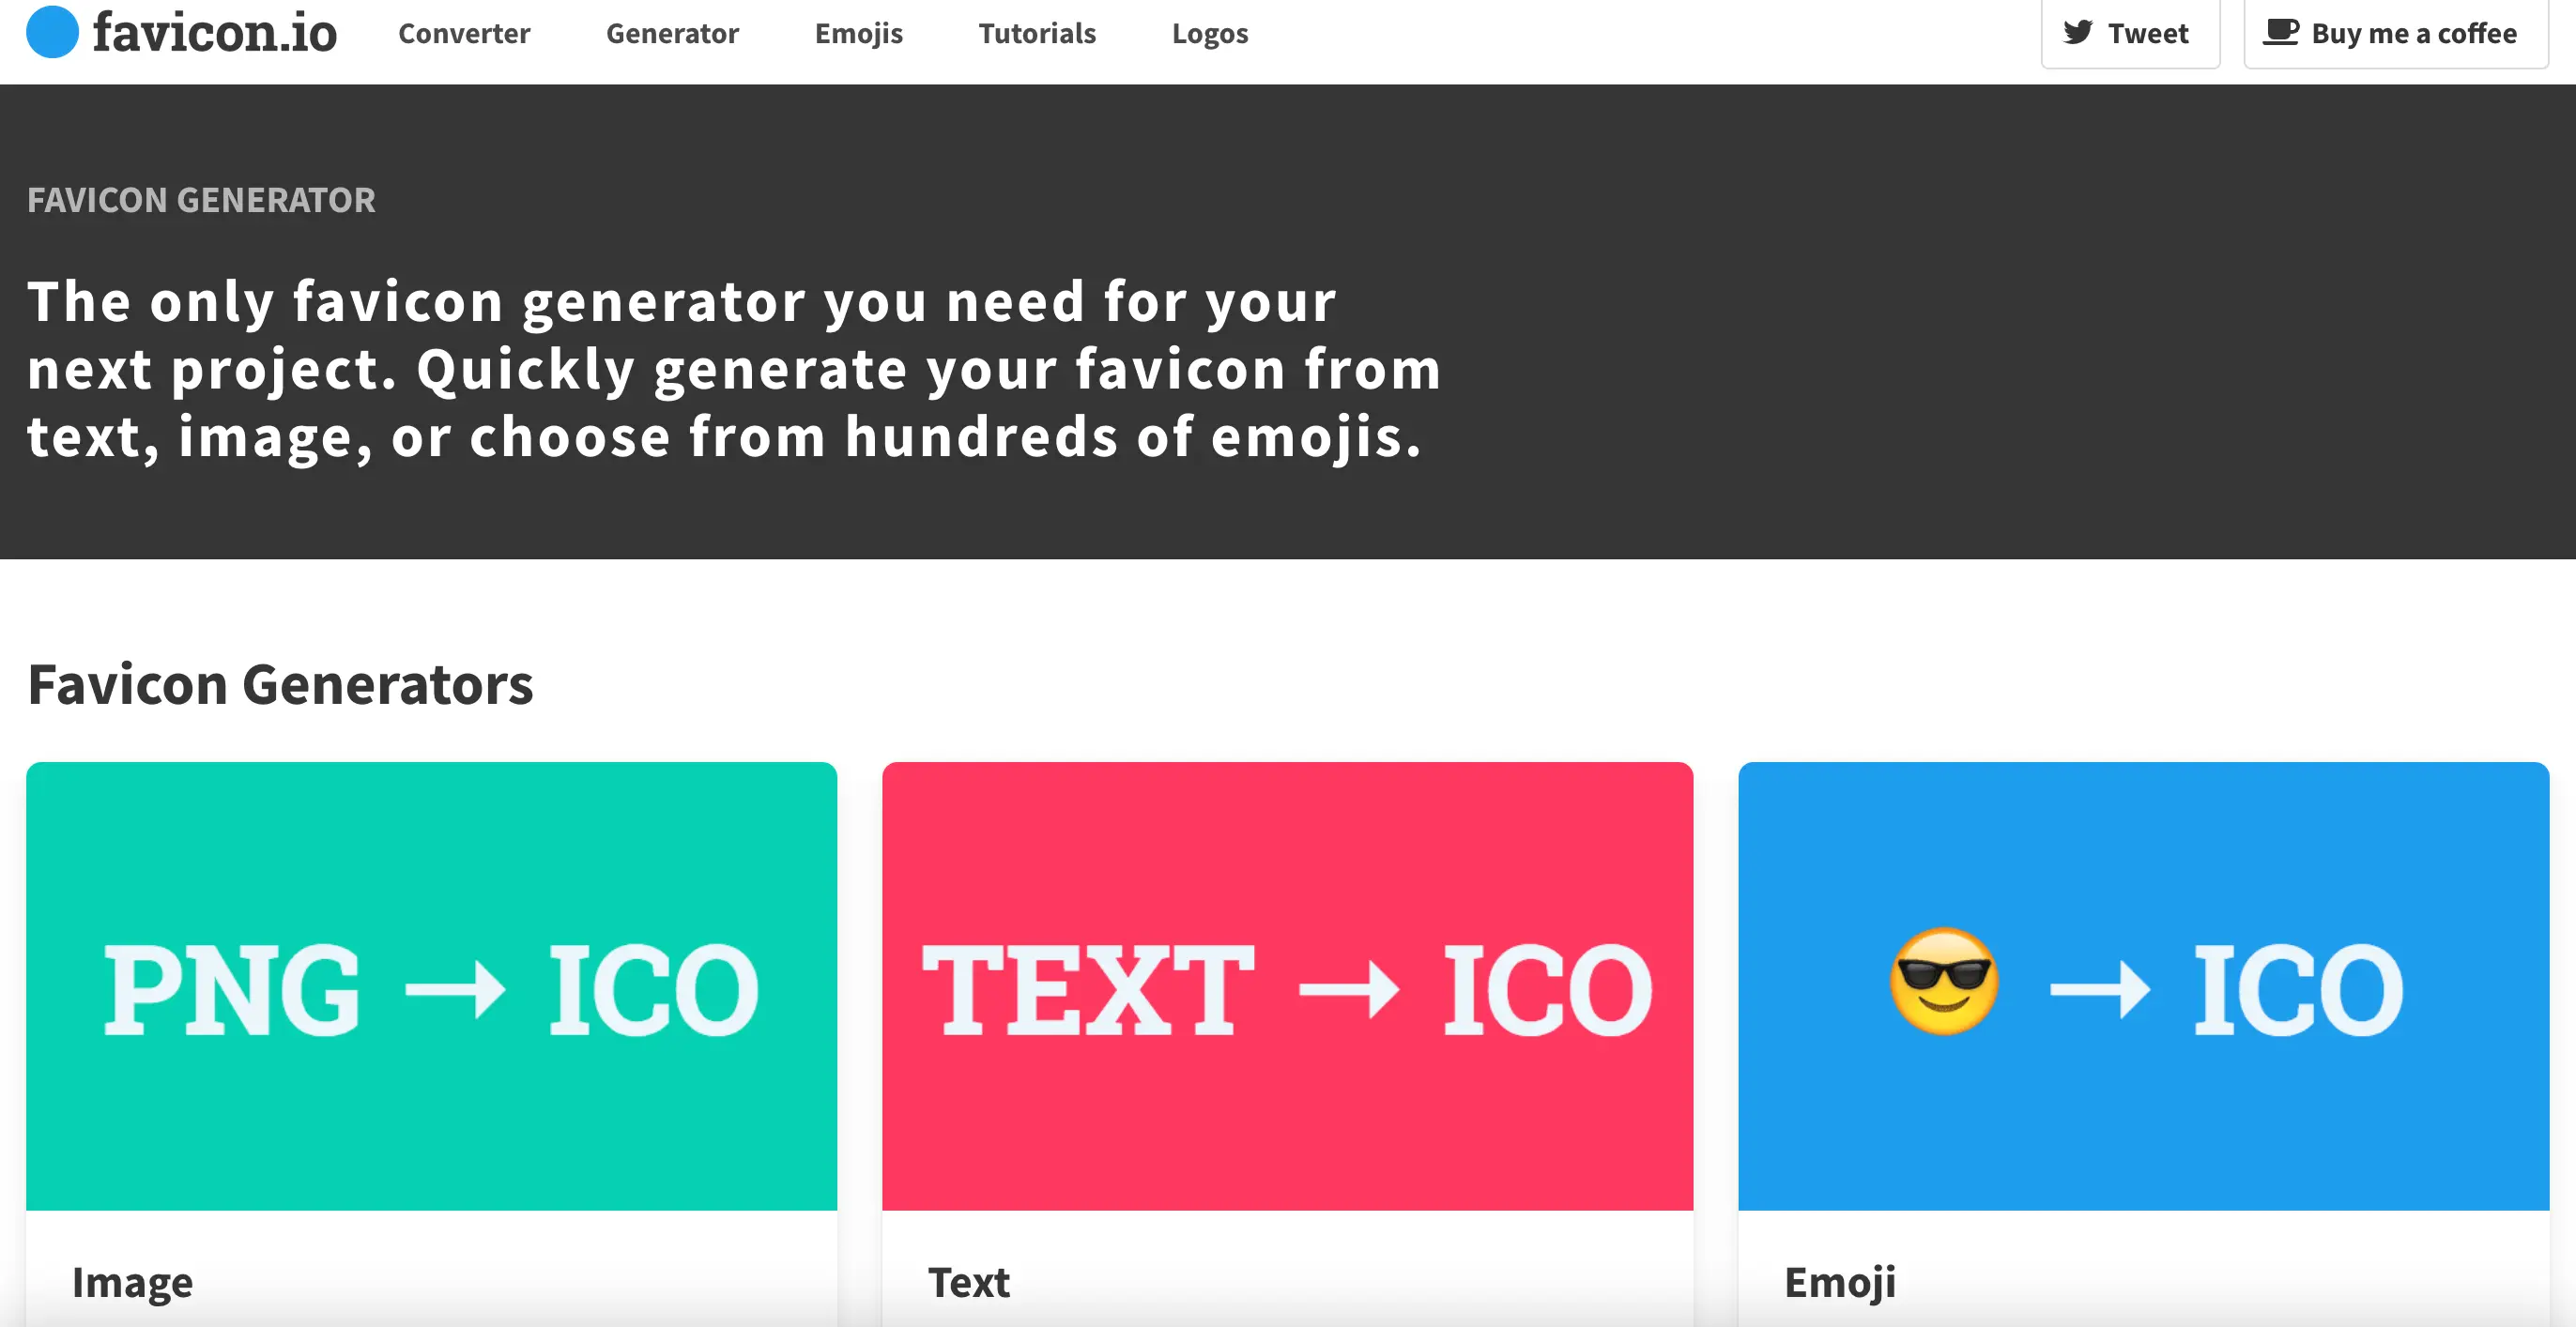 favicon.io Converter Generator Emojis Tutorials Logos Tweet Buy me a coffee
FAVICON GENERATOR
The only favicon generator you need for your
next project. Quickly generate your favicon from
text, image, or choose from hundreds of emojis.
Favicon Generators
PNG → ICO
TEXT → ICO
😎 → ICO
Image
Text
Emoji